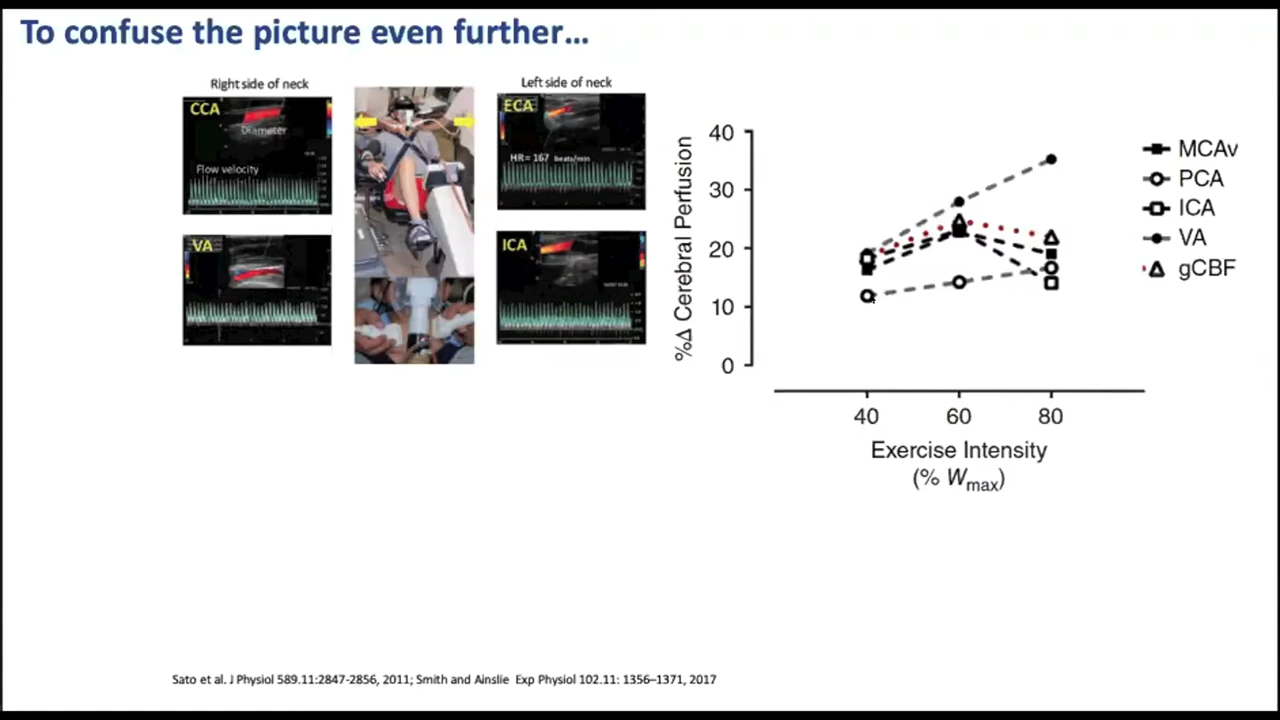 To confuse the picture even further...
Right side of neck
Left side of neck
CCA
Diameter
Flow velocity
ECA
HR= 167 beats/min
VA
ICA
%Δ Cerebral Perfusion
40
30
20
10
0
40 60 80
Exercise Intensity
(% Wmax)
MCAv
PCA
ICA
VA
gCBF
Sato et al. J Physiol 589.11:2847-2856, 2011; Smith and Ainslie Exp Physiol 102.11: 1356–1371, 2017